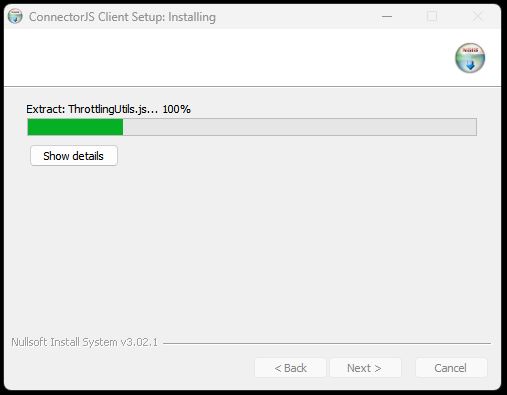 ConnectorJS Client Setup: Installing
Extract: ThrottlingUtils.js... 100%
Show details
Nullsoft Install System v3.02.1
< Back
Next >
Cancel